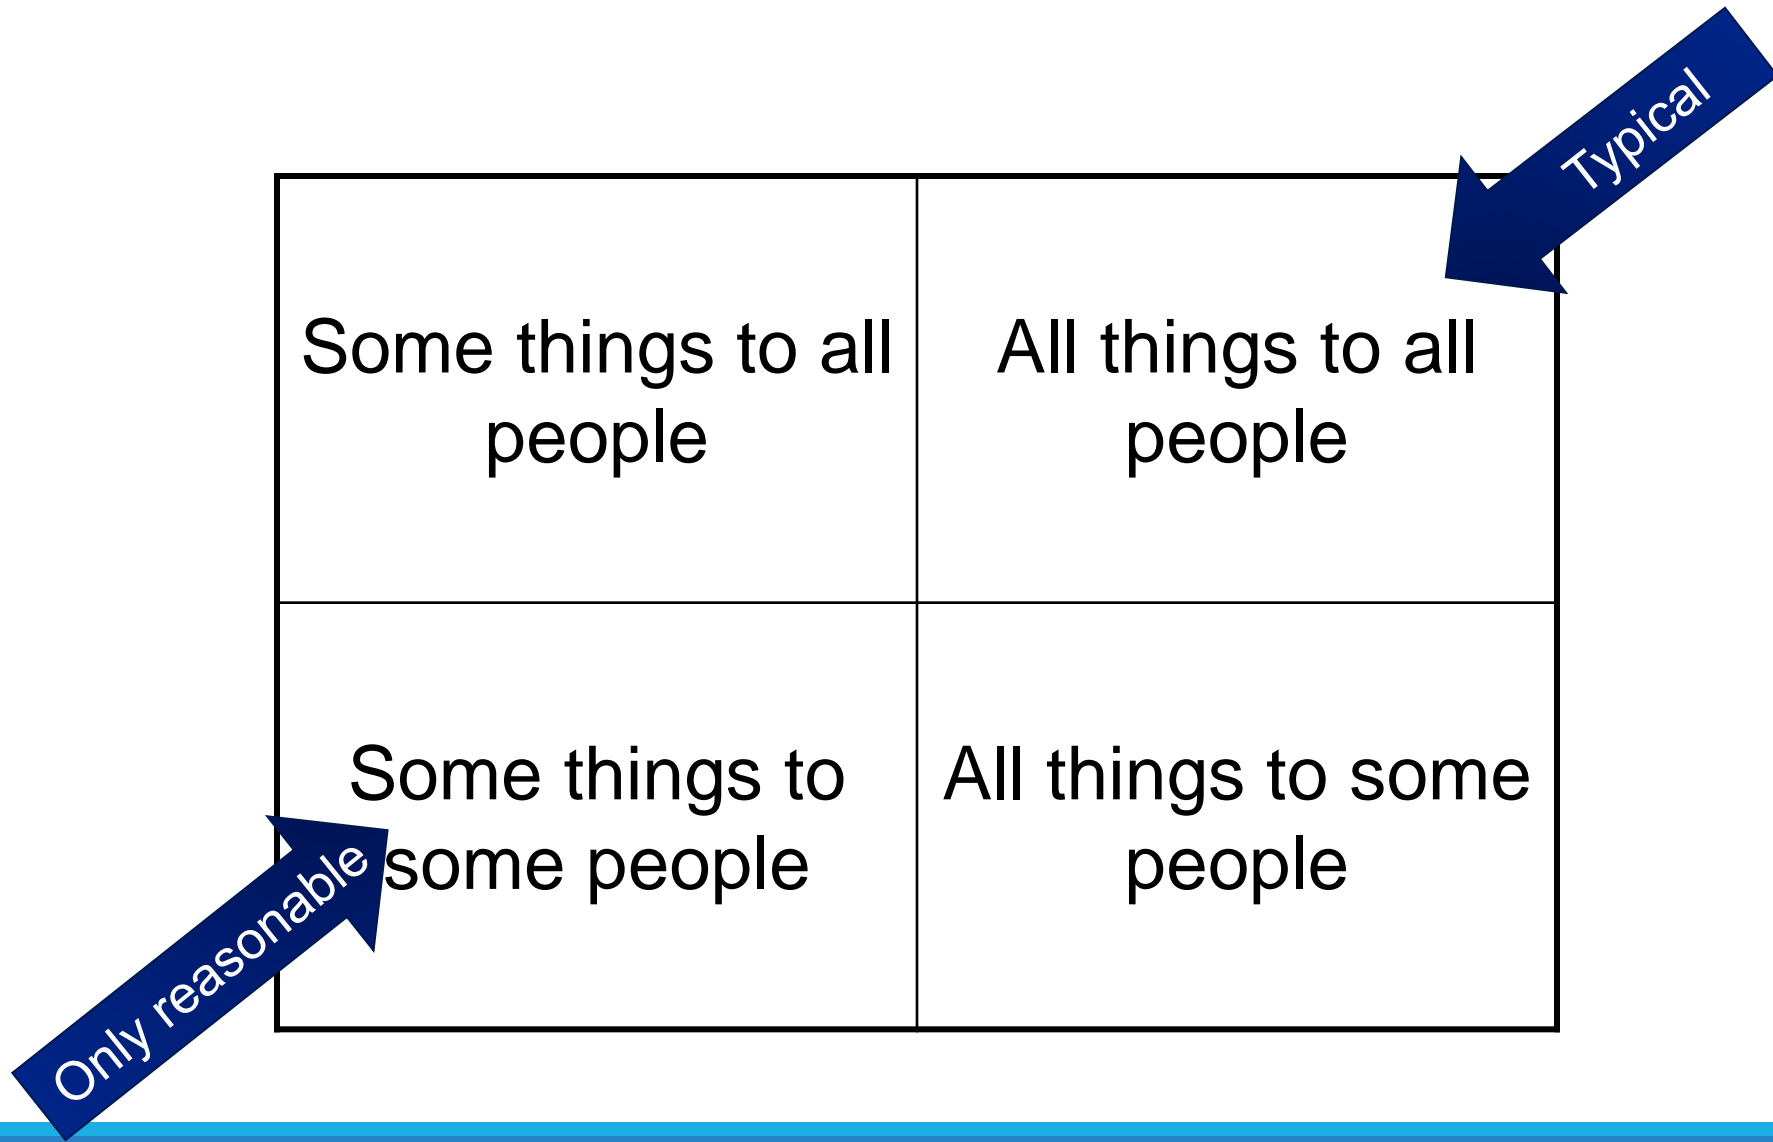 Typical
Some things to all
people
All things to all
people
Some things to
some people
All things to some
people
Only reasonable